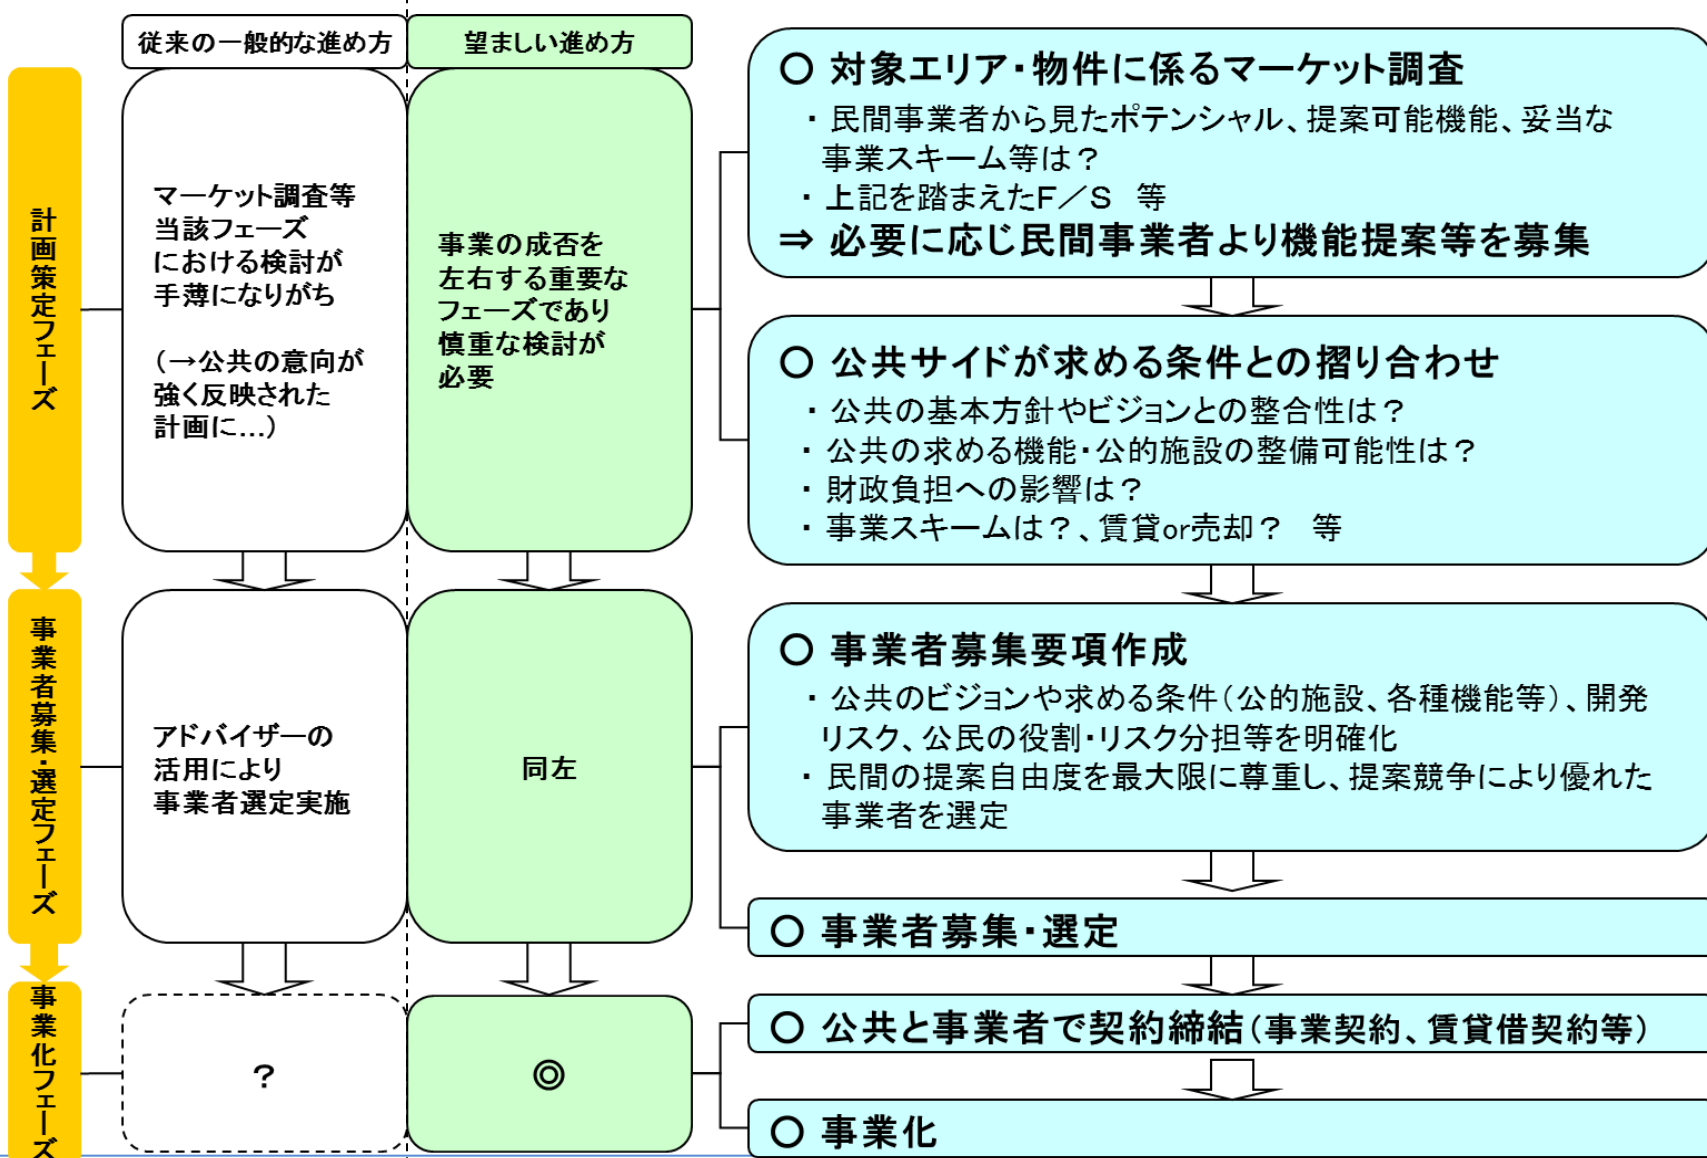 従来の一般的な進め方
望ましい進め方
計画策定フェーズ
マーケット調査等
当該フェーズ
における検討が
手薄になりがち
(→公共の意向が
強く反映された
計画に…)
事業の成否を
左右する重要な
フェーズであり
慎重な検討が
必要
○ 対象エリア・物件に係るマーケット調査
・ 民間事業者から見たポテンシャル、提案可能機能、妥当な
事業スキーム等は？
・ 上記を踏まえたF／S 等
⇒ 必要に応じ民間事業者より機能提案等を募集
○ 公共サイドが求める条件との摺り合わせ
・ 公共の基本方針やビジョンとの整合性は？
・ 公共の求める機能・公的施設の整備可能性は？
・ 財政負担への影響は？
・ 事業スキームは？、賃貸or売却？ 等
事業者募集・選定フェーズ
アドバイザーの
活用により
事業者選定実施
同左
○ 事業者募集要項作成
・ 公共のビジョンや求める条件（公的施設、各種機能等）、開発
リスク、公民の役割・リスク分担等を明確化
・ 民間の提案自由度を最大限に尊重し、提案競争により優れた
事業者を選定
○ 事業者募集・選定
事業化フェーズ
？
◎
○ 公共と事業者で契約締結（事業契約、賃貸借契約等）
○ 事業化